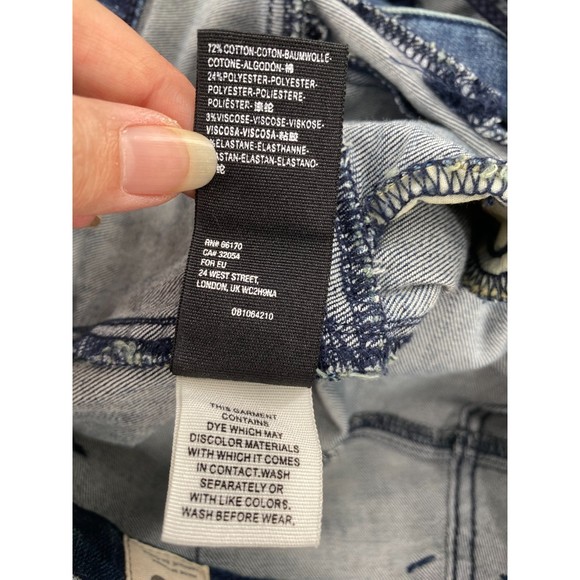 72% COTTON-COTON-BAUMWOLLE-
COTONE-ALGODÓN-棉
24%POLYESTER-POLYESTER-
POLYESTER-POLIESTERE-
POLIÉSTER-涤纶
3%VISCOSE-VISCOSE-VISKOSE-
VISCOSA-VISCOSA-粘胶
%ELASTANE-ELASTHANNE-
ELASTAN-ELASTAN-ELASTANO-
RN# 66170
CA# 32054
FOR EU
24 WEST STREET,
LONDON, UK WC2H9NA
081064210
THIS GARMENT
CONTAINS
DYE WHICH MAY
DISCOLOR MATERIALS
WITH WHICH IT COMES
IN CONTACT.WASH
SEPARATELY OR
WITH LIKE COLORS.
WASH BEFORE WEAR.